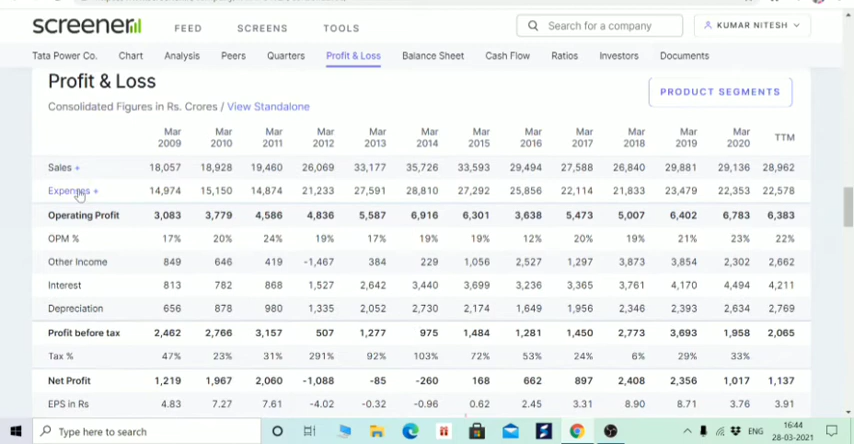 screener
FEED
SCREENS
TOOLS
Search for a company
KUMAR NITESH
Tata Power Co. Chart Analysis Peers Quarters Profit & Loss Balance Sheet Cash Flow Ratios Investors Documents
Profit & Loss
PRODUCT SEGMENTS
Consolidated Figures in Rs. Crores / View Standalone
Mar 2009 Mar 2010 Mar 2011 Mar 2012 Mar 2013 Mar 2014 Mar 2015 Mar 2016 Mar 2017 Mar 2018 Mar 2019 Mar 2020 TTM
Sales + 18,057 18,928 19,460 26,069 33,177 35,726 33,593 29,494 27,588 26,840 29,881 29,136 28,962
Expenses + 14,974 15,150 14,874 21,233 27,591 28,810 27,292 25,856 22,114 21,833 23,479 22,353 22,578
Operating Profit 3,083 3,779 4,586 4,836 5,587 6,916 6,301 3,638 5,473 5,007 6,402 6,783 6,383
OPM % 17% 20% 24% 19% 17% 19% 19% 12% 20% 19% 21% 23% 22%
Other Income 849 646 419 -1,467 384 229 1,056 2,527 1,297 3,873 3,854 2,302 2,662
Interest 813 782 868 1,527 2,642 3,440 3,699 3,236 3,365 3,761 4,170 4,494 4,211
Depreciation 656 878 980 1,335 2,052 2,730 2,174 1,649 1,956 2,346 2,393 2,634 2,769
Profit before tax 2,462 2,766 3,157 507 1,277 975 1,484 1,281 1,450 2,773 3,693 1,958 2,065
Tax % 47% 23% 31% 291% 92% 103% 72% 53% 24% 6% 29% 33%
Net Profit 1,219 1,967 2,060 -1,088 -85 -260 168 662 897 2,408 2,356 1,017 1,137
EPS in Rs 4.83 7.27 7.61 -4.02 -0.32 -0.96 0.62 2.45 3.31 8.90 8.71 3.76 3.91
Type here to search
ENG
16:44
28-03-2021